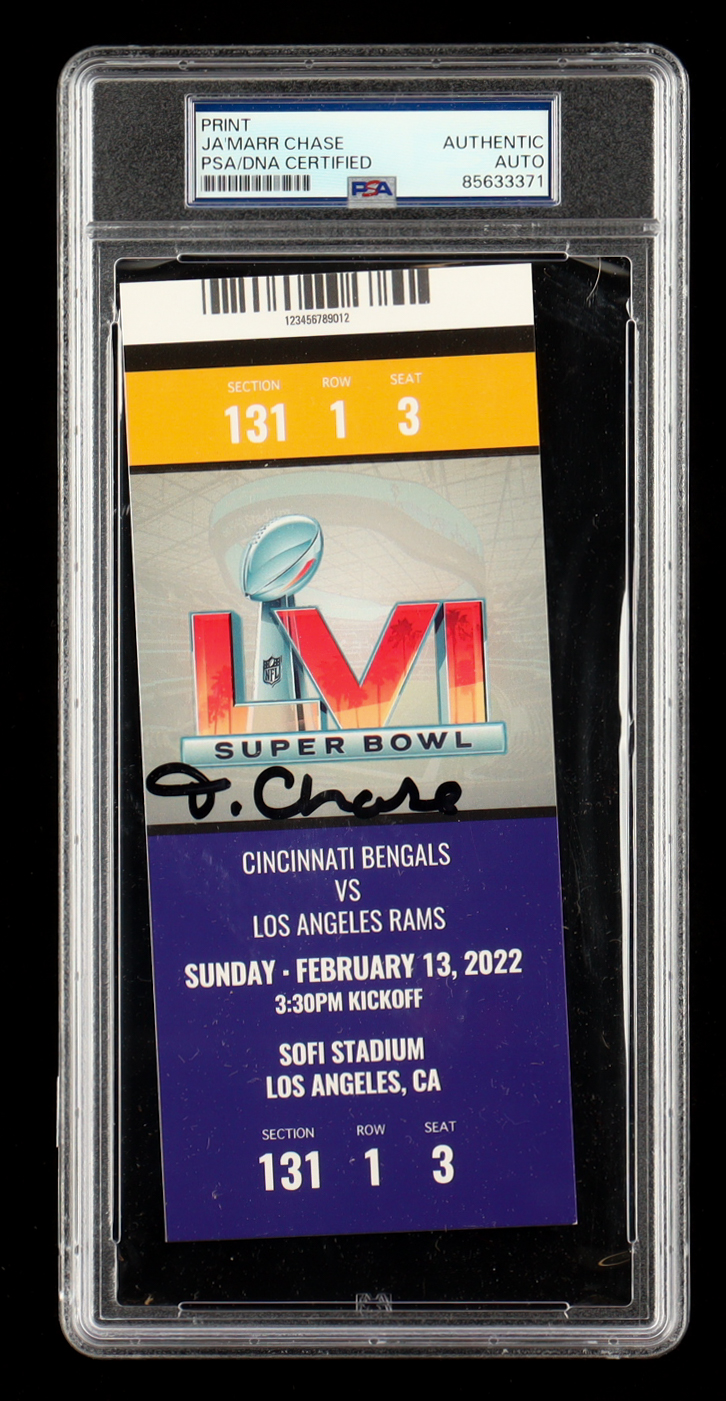 PRINT
JA'MARR CHASE AUTHENTIC
PSA/DNA CERTIFIED AUTO
PSA 85633371
123456789012
SECTION ROW SEAT
131 1 3
NFL
LVI
SUPER BOWL
J. Chase
CINCINNATI BENGALS
VS
LOS ANGELES RAMS
SUNDAY · FEBRUARY 13, 2022
3:30PM KICKOFF
SOFI STADIUM
LOS ANGELES, CA
SECTION ROW SEAT
131 1 3